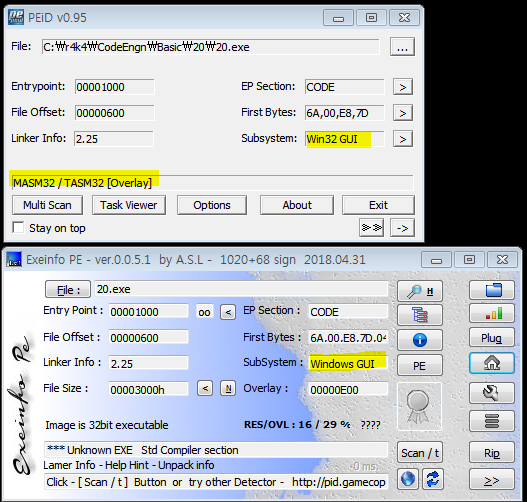 PEiD v0.95
File: C:₩r4k4₩CodeEngn₩Basic₩20₩20.exe ...
Entrypoint: 00001000 EP Section: CODE >
File Offset: 00000600 First Bytes: 6A,00,E8,7D >
Linker Info: 2.25 Subsystem: Win32 GUI >
MASM32 / TASM32 [Overlay]
Multi Scan Task Viewer Options About Exit
Stay on top >> ->
Exeinfo PE - ver.0.0.5.1 by A.S.L - 1020+68 sign 2018.04.31
File : 20.exe H
Entry Point : 00001000 oo < EP Section : CODE
File Offset : 00000600 First Bytes : 6A.00.E8.7D.04 Plug
Linker Info : 2.25 SubSystem : Windows GUI PE
File Size : 00003000h < N Overlay : 00000E00
Image is 32bit executable RES/OVL : 16 / 29 % ????
*** Unknown EXE Std Compiler section Scan / t Rip
Lamer Info - Help Hint - Unpack info ~0 ms.
Click - [ Scan / t ] Button or try other Detector - http://pid.gamecop >>
Exeinfo Pe